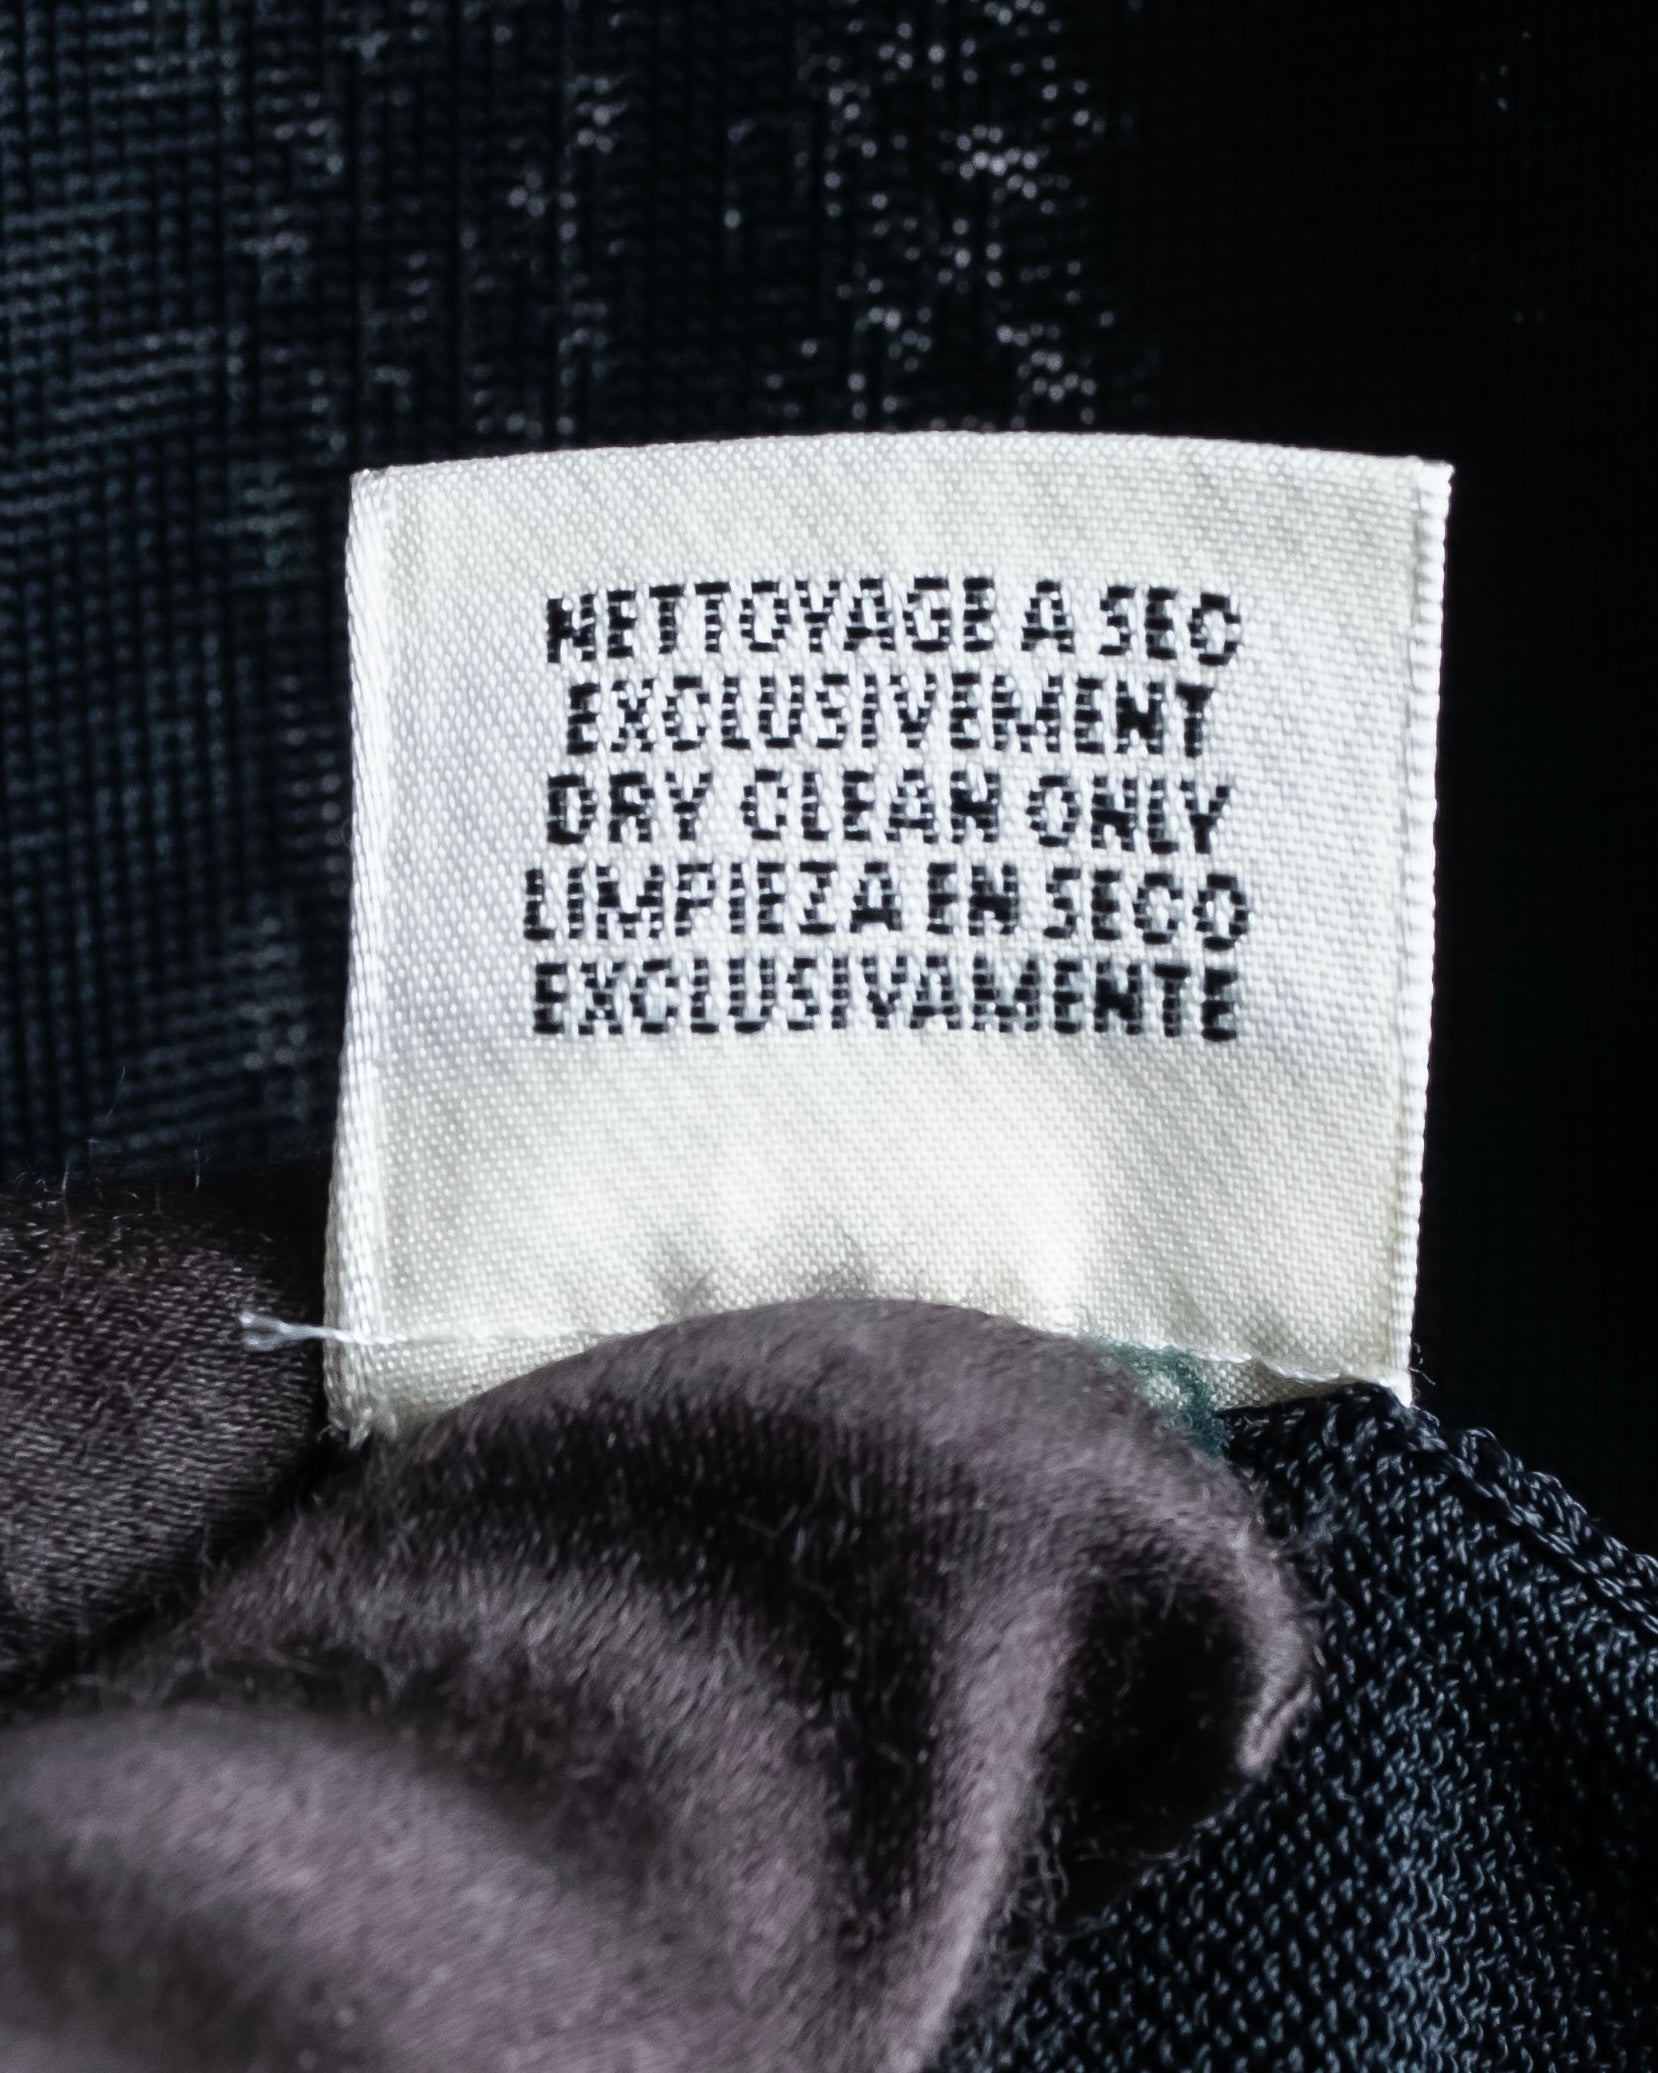 NETTOYAGE A SEC
EXCLUSIVEMENT
DRY CLEAN ONLY
LIMPIEZA EN SECO
EXCLUSIVAMENTE